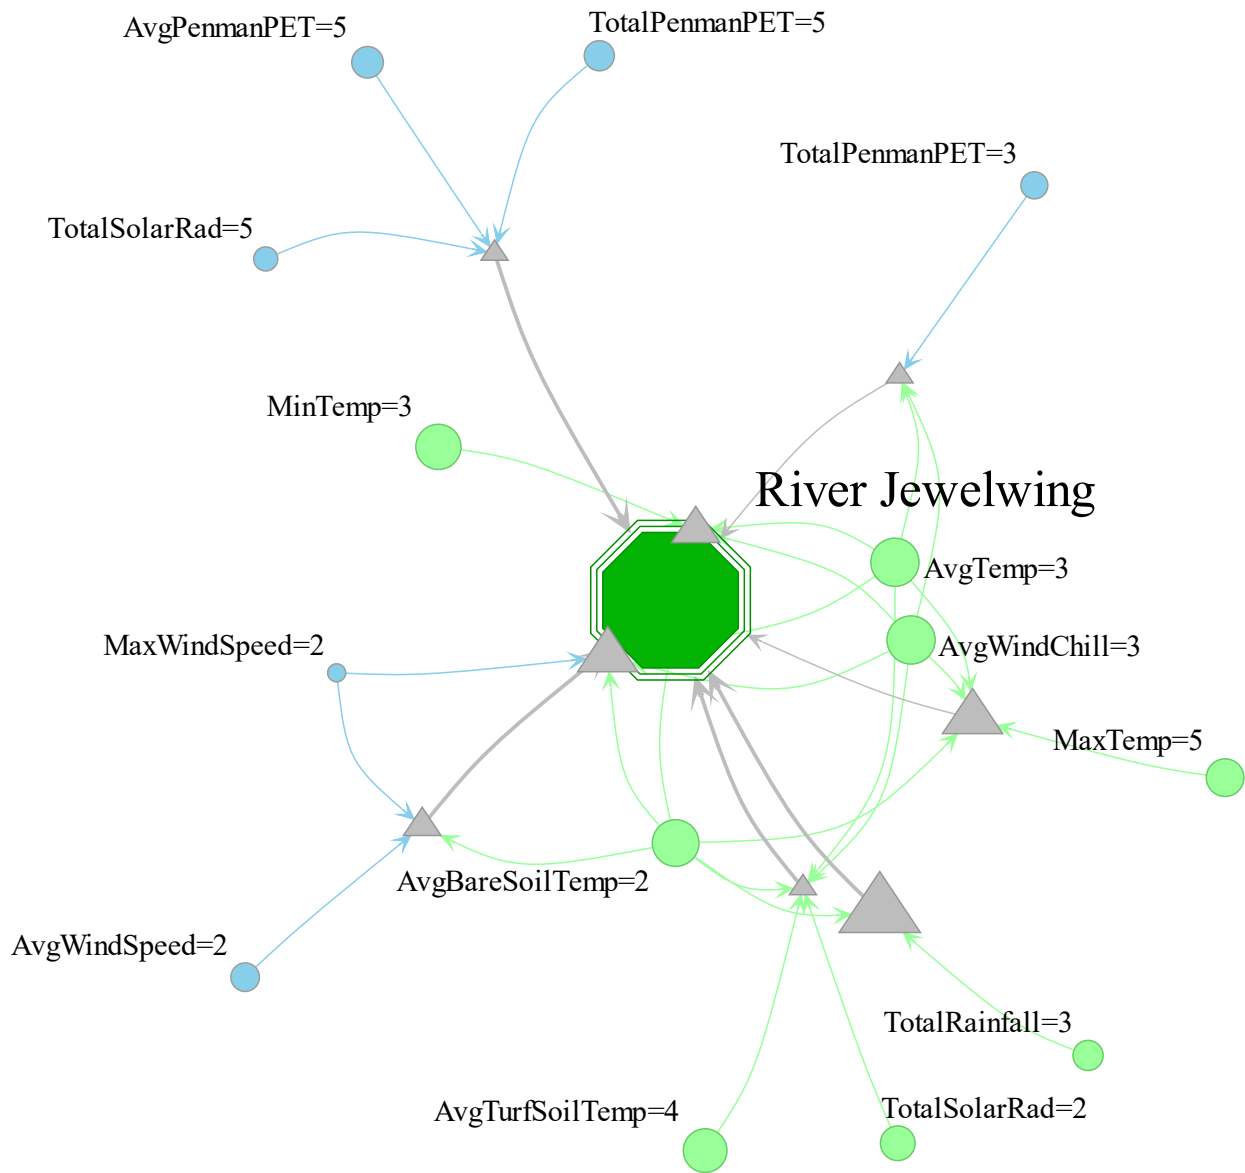 TotalPenmanPET=5
AvgPenmanPET=5
TotalPenmanPET=3
TotalSolarRad=5
MinTemp=3
River Jewelwing
AvgTemp=3
MaxWindSpeed=2
AvgWindChill=3
MaxTemp=5
AvgBareSoilTemp=2
AvgWindSpeed=2
TotalRainfall=3
AvgTurfSoilTemp=4
TotalSolarRad=2